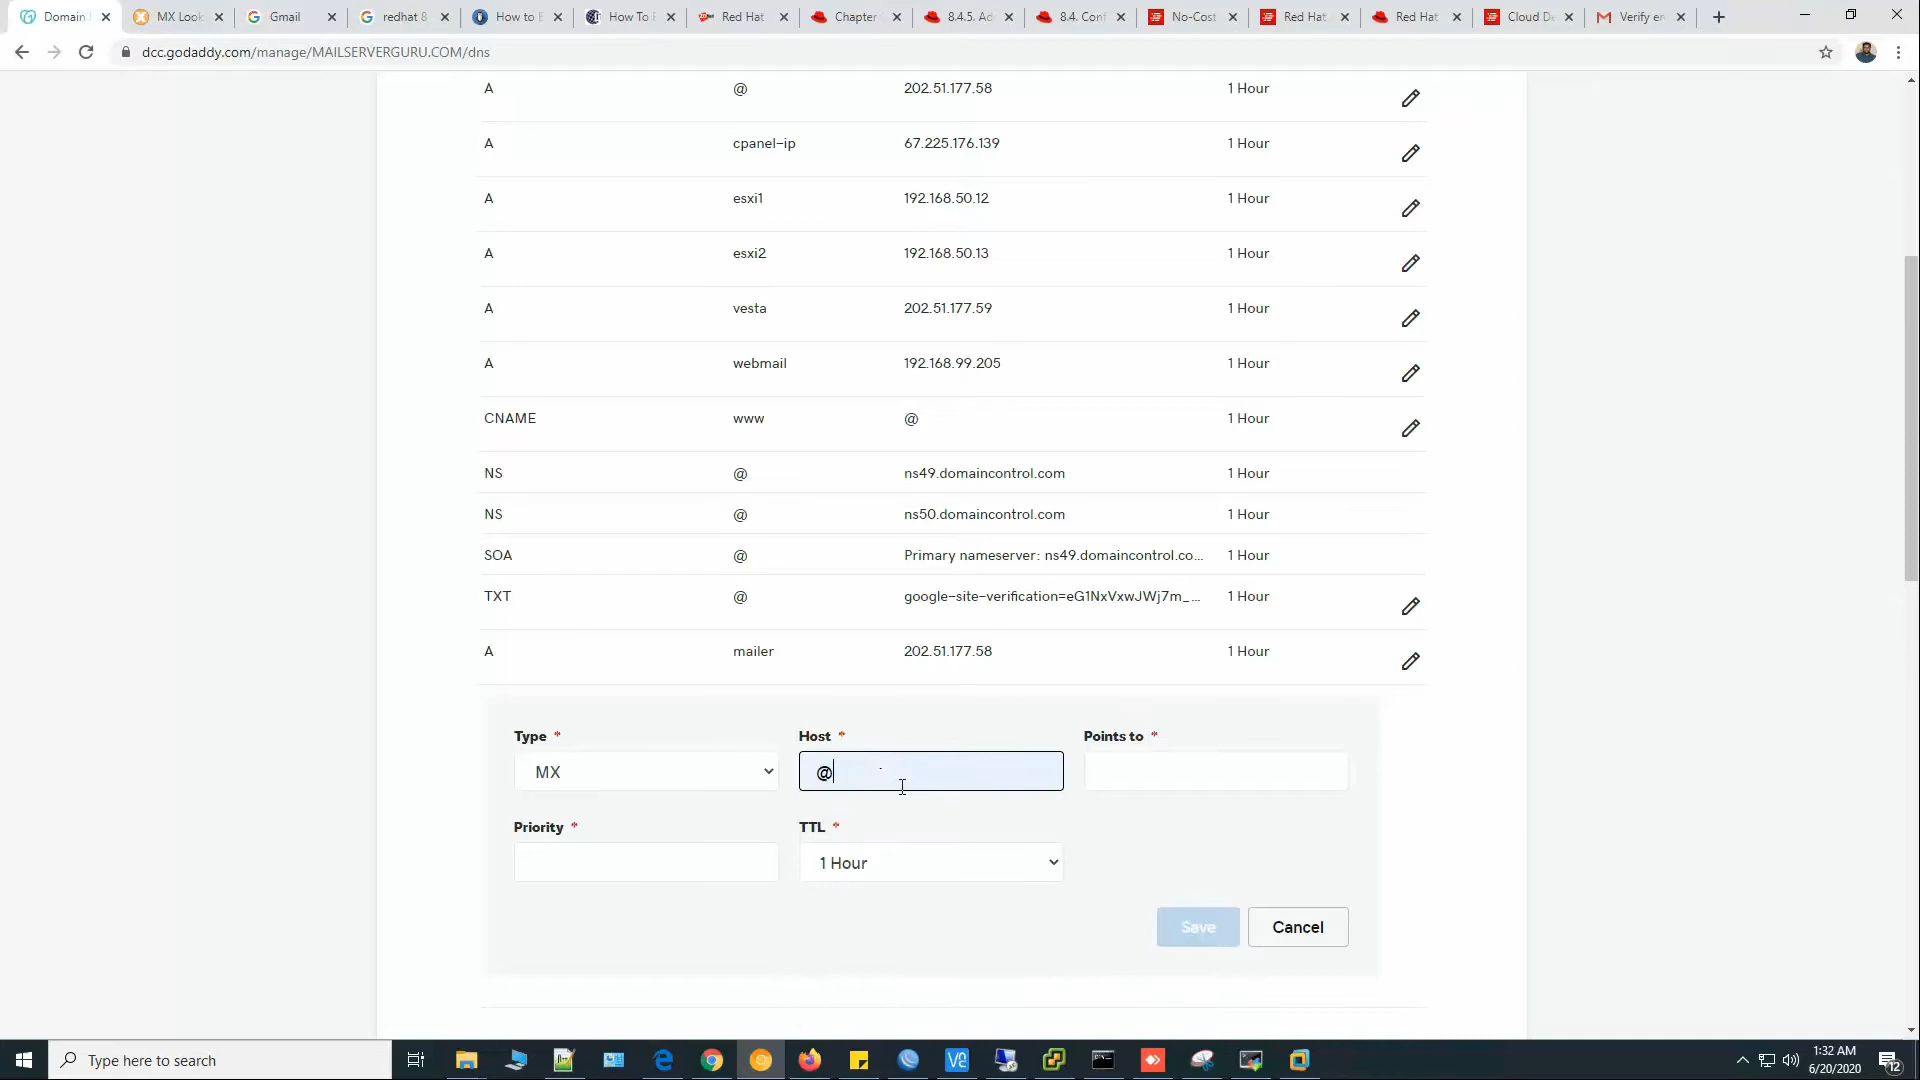 Domain
MX Look
Gmail
redhat 8
How to E
How To E
Red Hat
Chapter
8.4.5. Ad
8.4. Conf
No-Cost
Red Hat
Red Hat
Cloud De
Verify em
dcc.godaddy.com/manage/MAILSERVERGURU.COM/dns
A @ 202.51.177.58 1 Hour
A cpanel-ip 67.225.176.139 1 Hour
A esxi1 192.168.50.12 1 Hour
A esxi2 192.168.50.13 1 Hour
A vesta 202.51.177.59 1 Hour
A webmail 192.168.99.205 1 Hour
CNAME www @ 1 Hour
NS @ ns49.domaincontrol.com 1 Hour
NS @ ns50.domaincontrol.com 1 Hour
SOA @ Primary nameserver: ns49.domaincontrol.co... 1 Hour
TXT @ google-site-verification=eG1NxVxwJWj7m_... 1 Hour
A mailer 202.51.177.58 1 Hour
Type * Host * Points to *
MX @
Priority * TTL *
1 Hour
Save Cancel
Type here to search
1:32 AM
6/20/2020
12